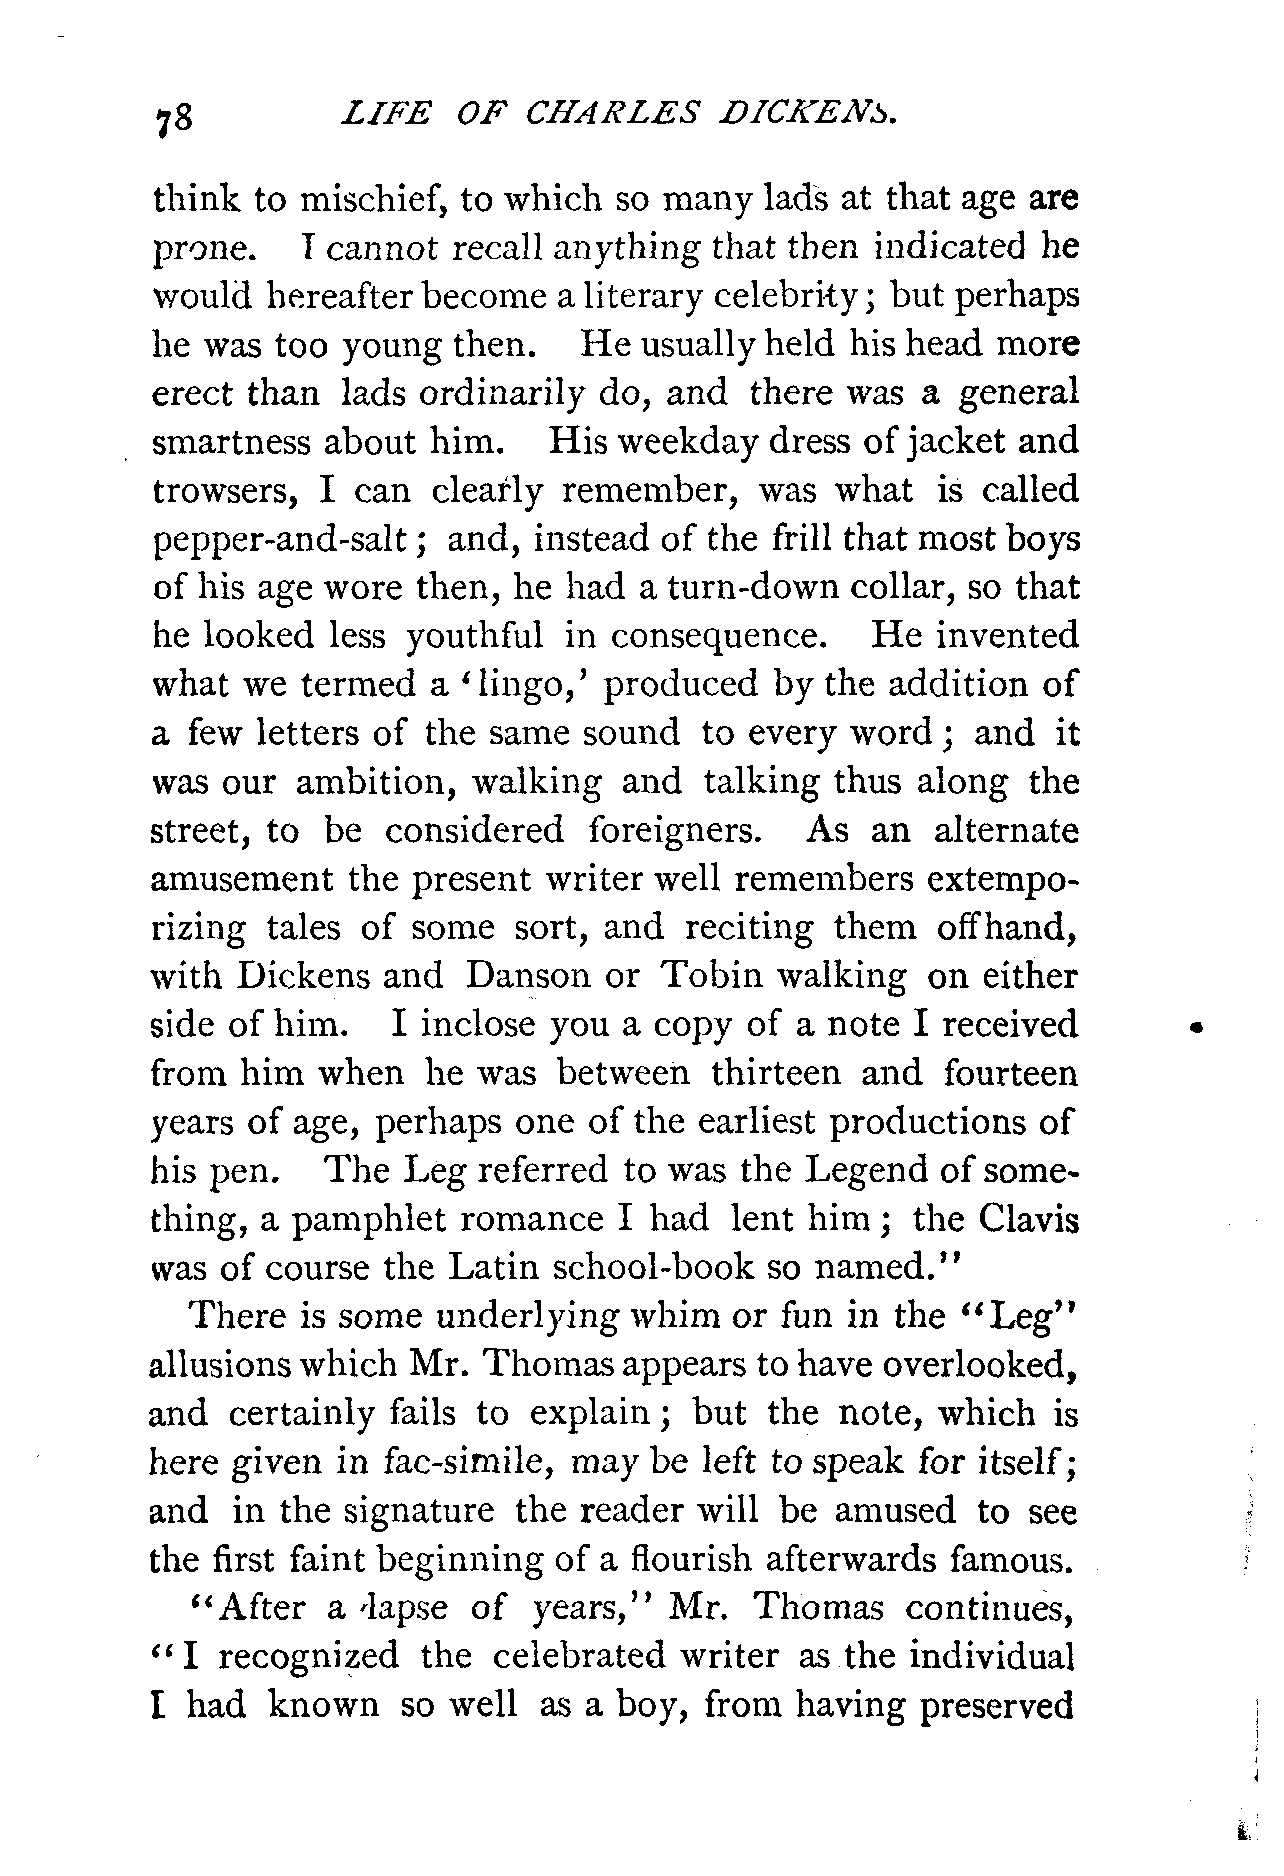 78 LIFE OF CHARLES DICKENS.
think to mischief, to which so many lads at that age are
prone. I cannot recall anything that then indicated he
would hereafter become a literary celebrity; but perhaps
he was too young then. He usually held his head more
erect than lads ordinarily do, and there was a general
smartness about him. His weekday dress of jacket and
trowsers, I can clearly remember, was what is called
pepper-and-salt; and, instead of the frill that most boys
of his age wore then, he had a turn-down collar, so that
he looked less youthful in consequence. He invented
what we termed a ‘lingo,’ produced by the addition of
a few letters of the same sound to every word; and it
was our ambition, walking and talking thus along the
street, to be considered foreigners. As an alternate
amusement the present writer well remembers extempo-
rizing tales of some sort, and reciting them offhand,
with Dickens and Danson or Tobin walking on either
side of him. I inclose you a copy of a note I received
from him when he was between thirteen and fourteen
years of age, perhaps one of the earliest productions of
his pen. The Leg referred to was the Legend of some-
thing, a pamphlet romance I had lent him; the Clavis
was of course the Latin school-book so named.”
There is some underlying whim or fun in the “Leg”
allusions which Mr. Thomas appears to have overlooked,
and certainly fails to explain; but the note, which is
here given in fac-simile, may be left to speak for itself;
and in the signature the reader will be amused to see
the first faint beginning of a flourish afterwards famous.
“After a lapse of years,” Mr. Thomas continues,
“I recognized the celebrated writer as the individual
I had known so well as a boy, from having preserved